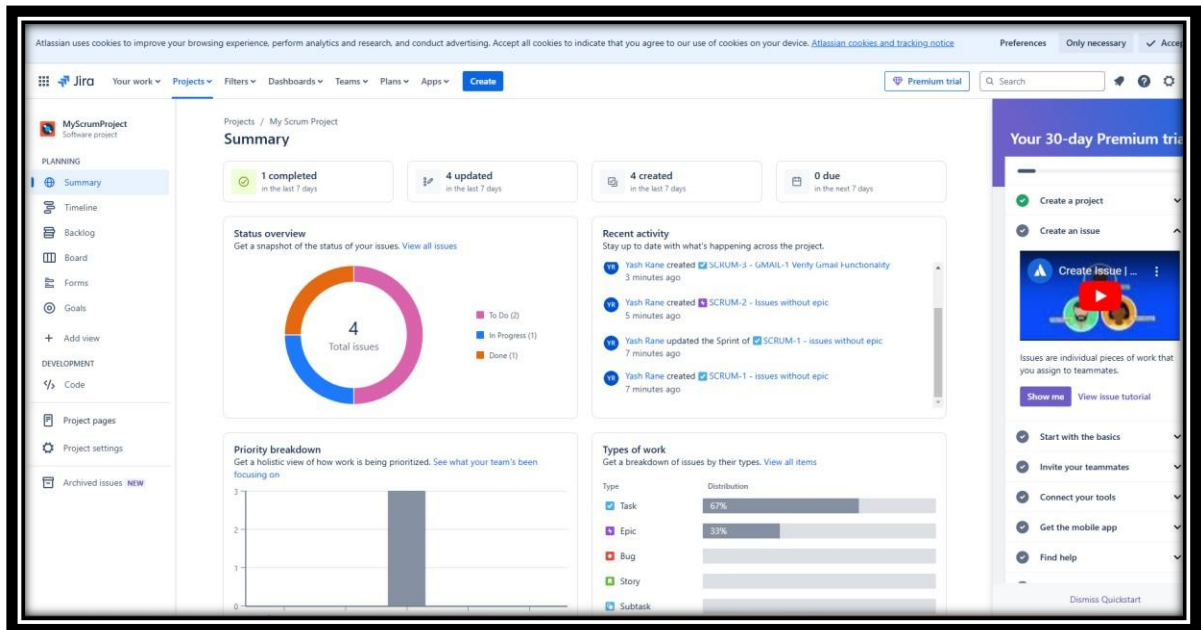 Atlassian uses cookies to improve your browsing experience, perform analytics and research, and conduct advertising. Accept all cookies to indicate that you agree to our use of cookies on your device. Atlassian cookies and tracking notice
Preferences
Only necessary
Jira
Your work
Projects
Filters
Dashboards
Teams
Plans
Apps
Create
Premium trial
Search
MyScrumProject
Software project
PLANNING
Summary
Timeline
Backlog
Board
Forms
Goals
Add view
DEVELOPMENT
Code
Project pages
Project settings
Archived issues NEW
Projects / My Scrum Project
Summary
1 completed
in the last 7 days
4 updated
in the last 7 days
4 created
in the last 7 days
0 due
in the next 7 days
Status overview
Get a snapshot of the status of your issues. View all issues
4
Total issues
To Do (2)
In Progress (1)
Done (1)
Recent activity
Stay up to date with what's happening across the project.
YR Yash Rane created SCRUM-3 - GMAIL-1 Verify Gmail Functionality
3 minutes ago
YR Yash Rane created SCRUM-2 - Issues without epic
5 minutes ago
YR Yash Rane updated the Sprint of SCRUM-1 - issues without epic
7 minutes ago
YR Yash Rane created SCRUM-1 - issues without epic
7 minutes ago
Priority breakdown
Get a holistic view of how work is being prioritized. See what your team's been
focusing on
3
2
1
0
Types of work
Get a breakdown of issues by their types. View all items
Type Distribution
Task 67%
Epic 33%
Bug
Story
Subtask
Your 30-day Premium
Create a project
Create an issue
Create Issue | ...
Issues are individual pieces of work that
you assign to teammates.
Show me
View issue tutorial
Start with the basics
Invite your teammates
Connect your tools
Get the mobile app
Find help
Dismiss Quickstart